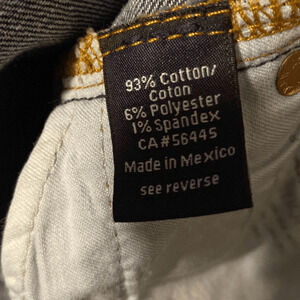 93% Cotton/
Coton
6% Polyester
1% Spandex
CA#56445
Made in Mexico
see reverse